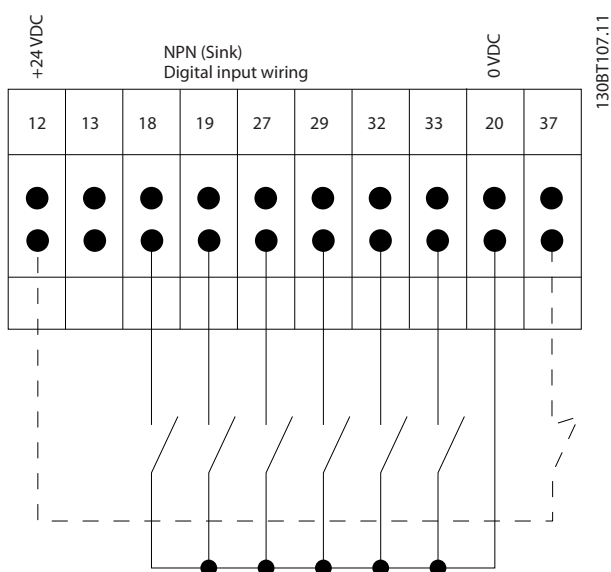 +24 VDC
NPN (Sink)
Digital input wiring
0 VDC
130BT107.11
12 13 18 19 27 29 32 33 20 37